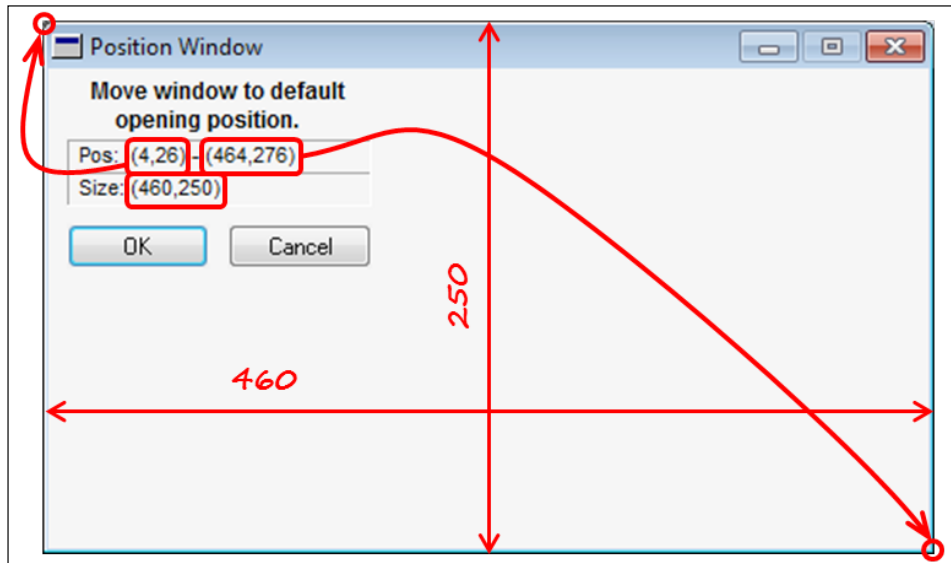 Position Window
Move window to default
opening position.
Pos: (4,26) - (464,276)
Size: (460,250)
OK Cancel
250
460